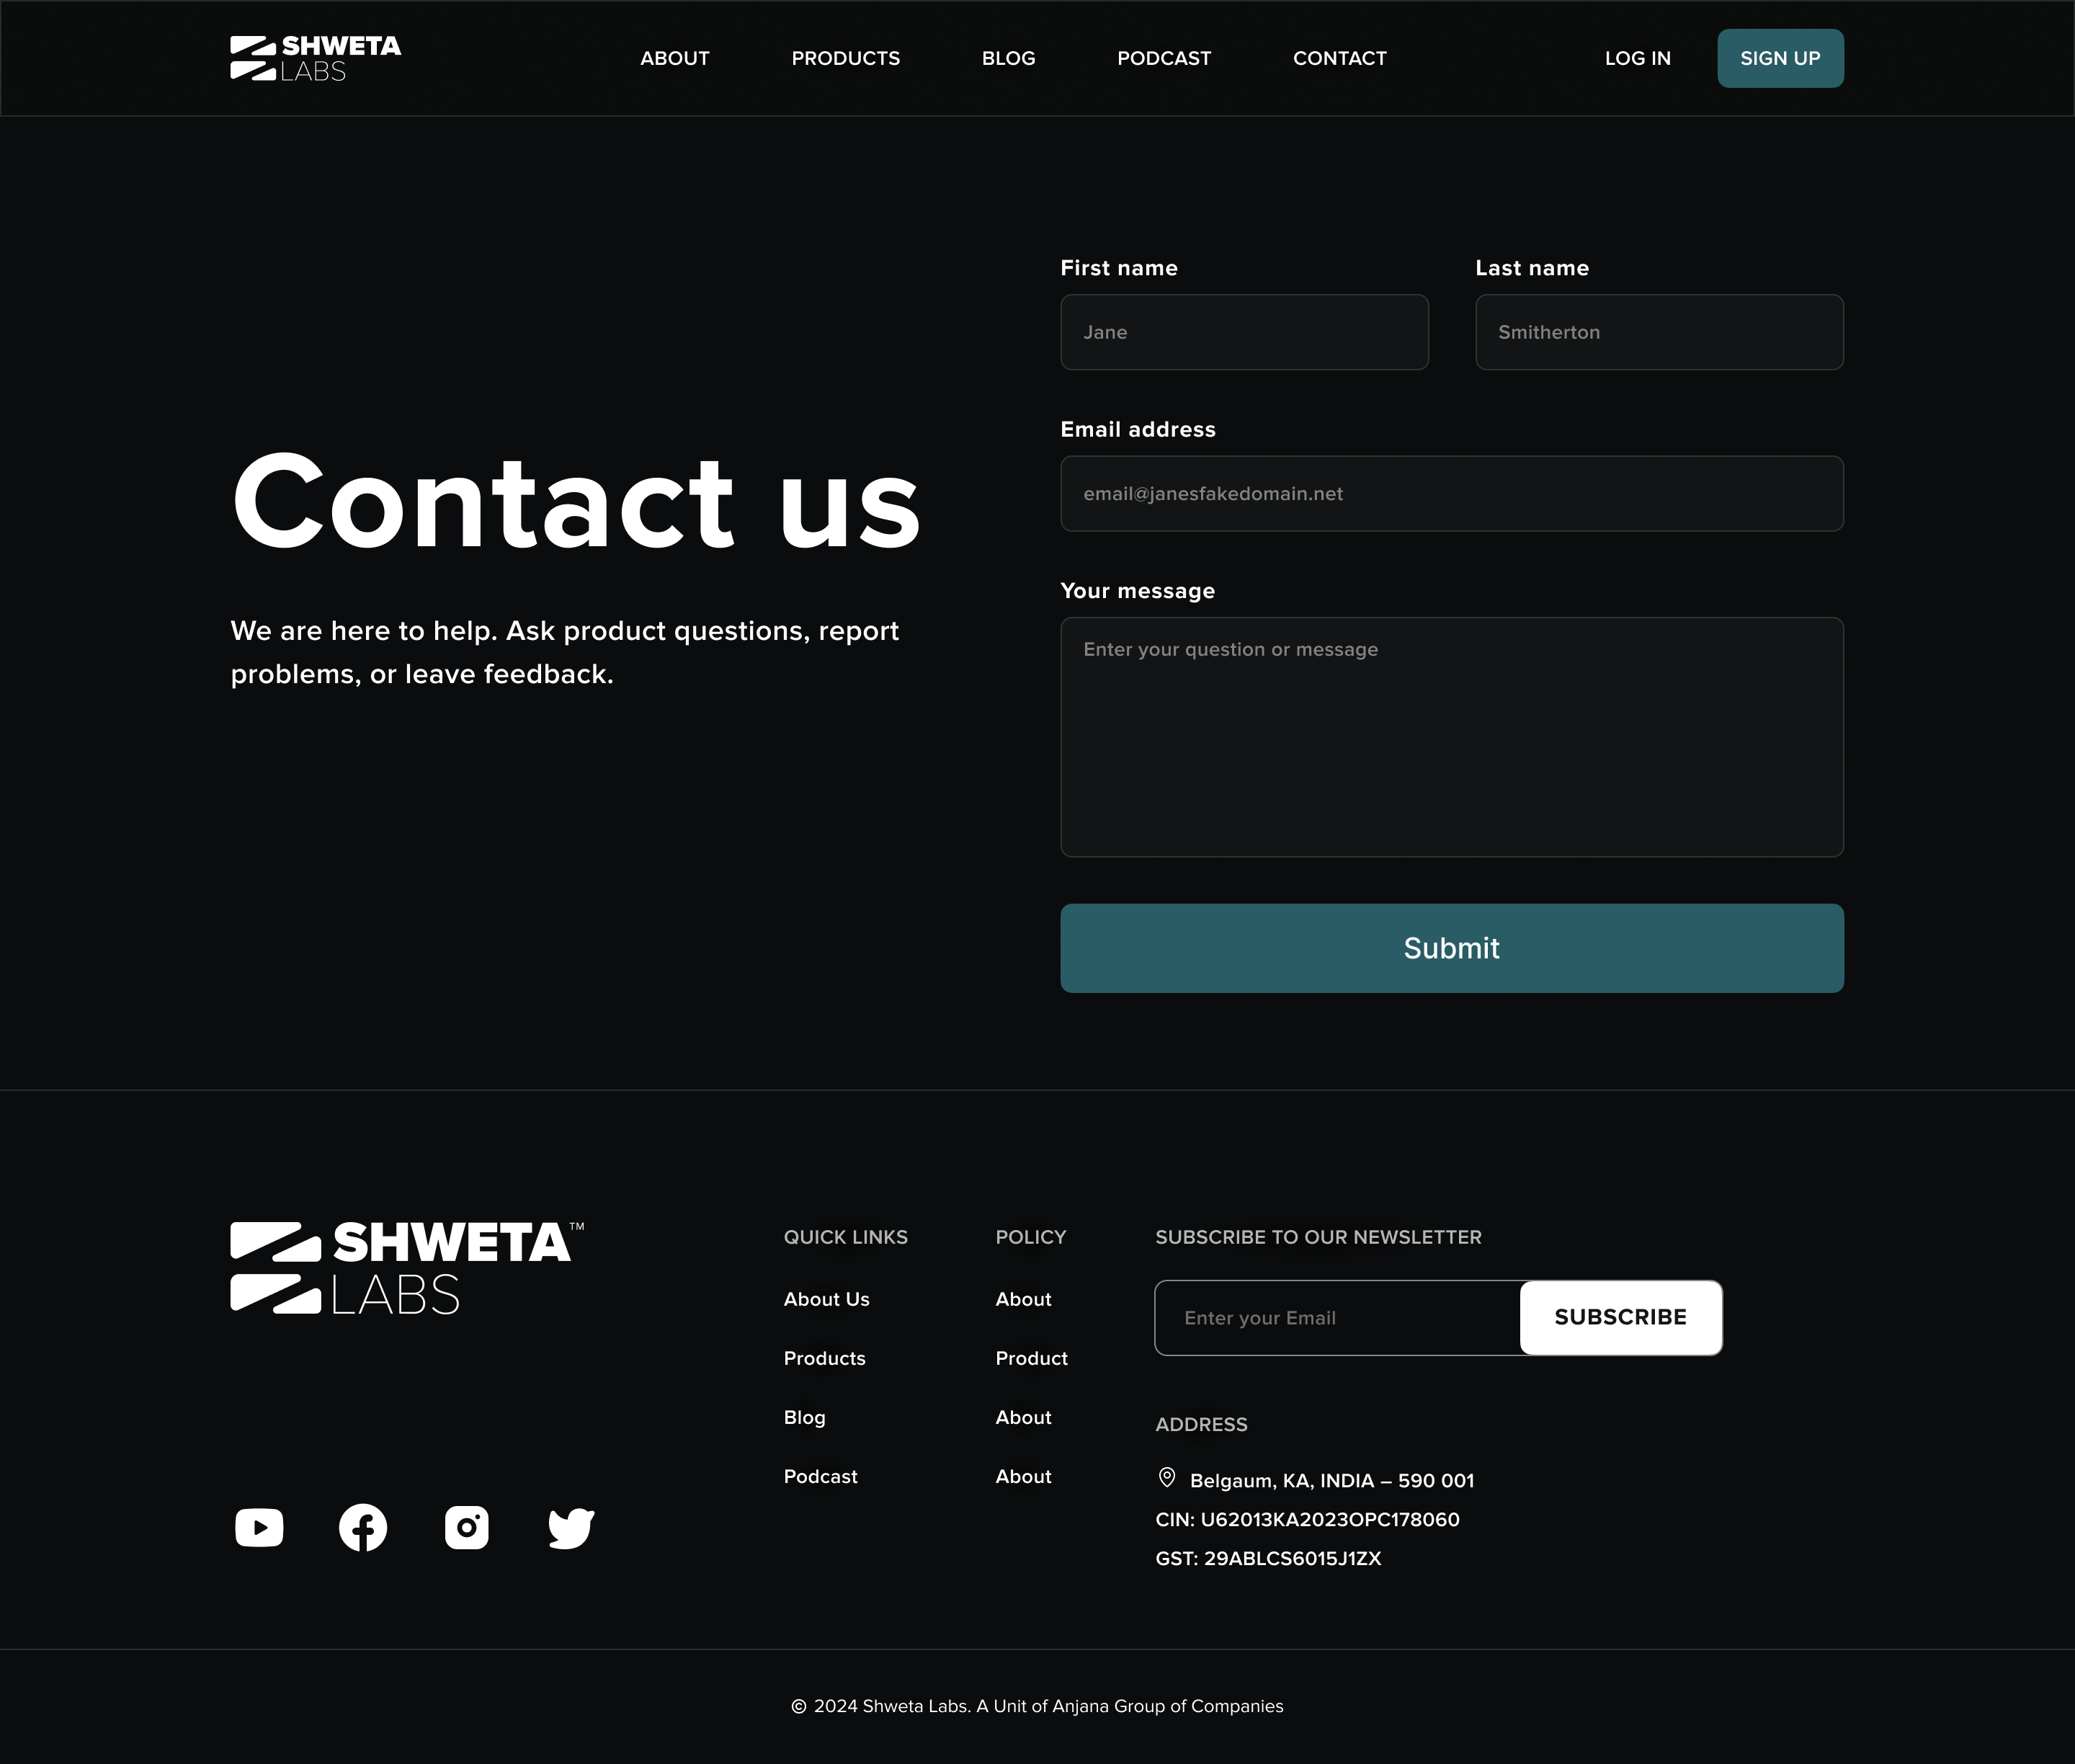 SHWETA
LABS
ABOUT
PRODUCTS
BLOG
PODCAST
CONTACT
LOG IN
SIGN UP
Contact us
We are here to help. Ask product questions, report
problems, or leave feedback.
First name
Last name
Jane
Smitherton
Email address
email@janesfakedomain.net
Your message
Enter your question or message
Submit
SHWETA™
LABS
QUICK LINKS
About Us
Products
Blog
Podcast
POLICY
About
Product
About
About
SUBSCRIBE TO OUR NEWSLETTER
Enter your Email
SUBSCRIBE
ADDRESS
Belgaum, KA, INDIA – 590 001
CIN: U62013KA2023OPC178060
GST: 29ABLCS6015J1ZX
© 2024 Shweta Labs. A Unit of Anjana Group of Companies